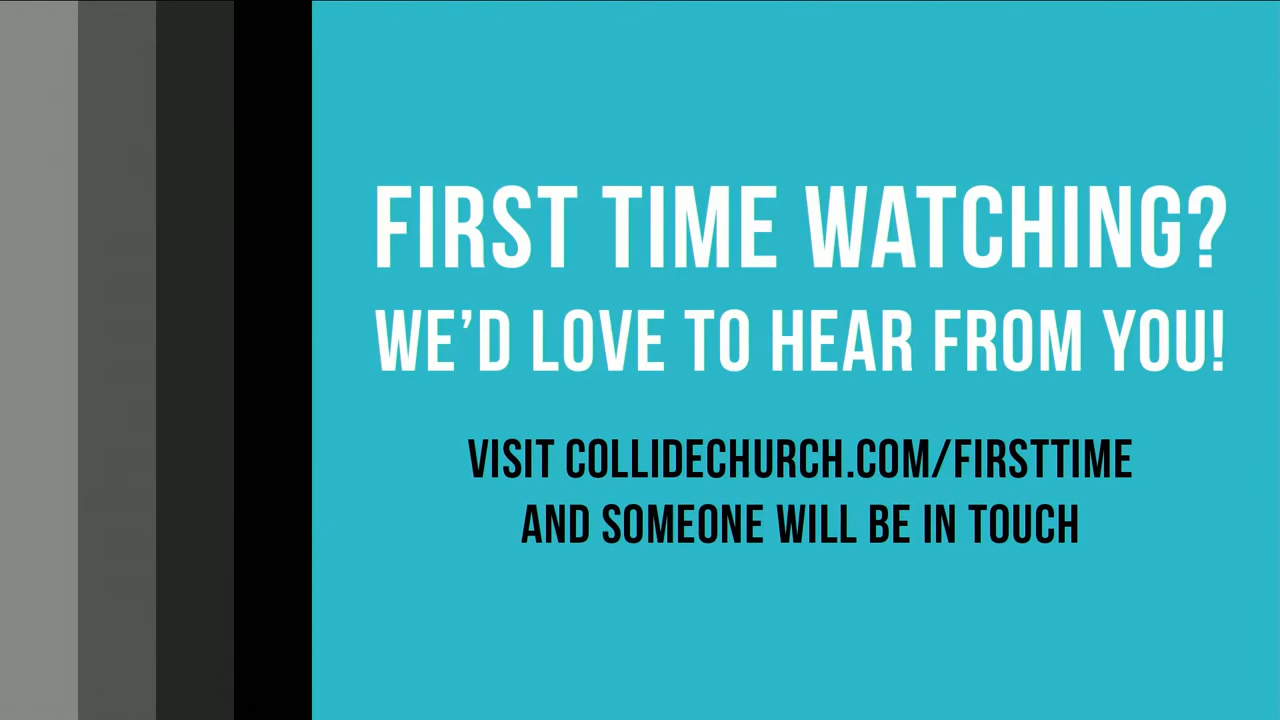 FIRST TIME WATCHING?
WE’D LOVE TO HEAR FROM YOU!
VISIT COLLIDECHURCH.COM/FIRSTTIME
AND SOMEONE WILL BE IN TOUCH